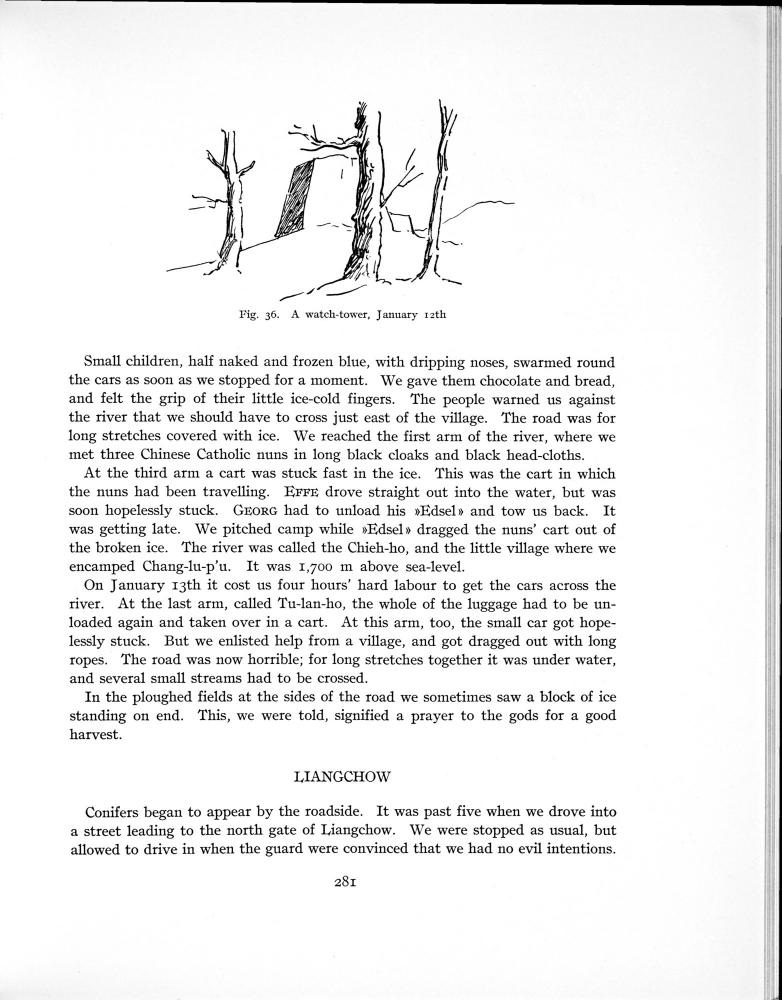 Fig. 36. A watch-tower, January 12th
Small children, half naked and frozen blue, with dripping noses, swarmed round
the cars as soon as we stopped for a moment. We gave them chocolate and bread,
and felt the grip of their little ice-cold fingers. The people warned us against
the river that we should have to cross just east of the village. The road was for
long stretches covered with ice. We reached the first arm of the river, where we
met three Chinese Catholic nuns in long black cloaks and black head-cloths.
At the third arm a cart was stuck fast in the ice. This was the cart in which
the nuns had been travelling. EFFE drove straight out into the water, but was
soon hopelessly stuck. GEORG had to unload his »Edsel» and tow us back. It
was getting late. We pitched camp while »Edsel» dragged the nuns' cart out of
the broken ice. The river was called the Chieh-ho, and the little village where we
encamped Chang-lu-p'u. It was 1,700 m above sea-level.
On January 13th it cost us four hours' hard labour to get the cars across the
river. At the last arm, called Tu-lan-ho, the whole of the luggage had to be un-
loaded again and taken over in a cart. At this arm, too, the small car got hope-
lessly stuck. But we enlisted help from a village, and got dragged out with long
ropes. The road was now horrible; for long stretches together it was under water,
and several small streams had to be crossed.
In the ploughed fields at the sides of the road we sometimes saw a block of ice
standing on end. This, we were told, signified a prayer to the gods for a good
harvest.
LIANGCHOW
Conifers began to appear by the roadside. It was past five when we drove into
a street leading to the north gate of Liangchow. We were stopped as usual, but
allowed to drive in when the guard were convinced that we had no evil intentions.
281